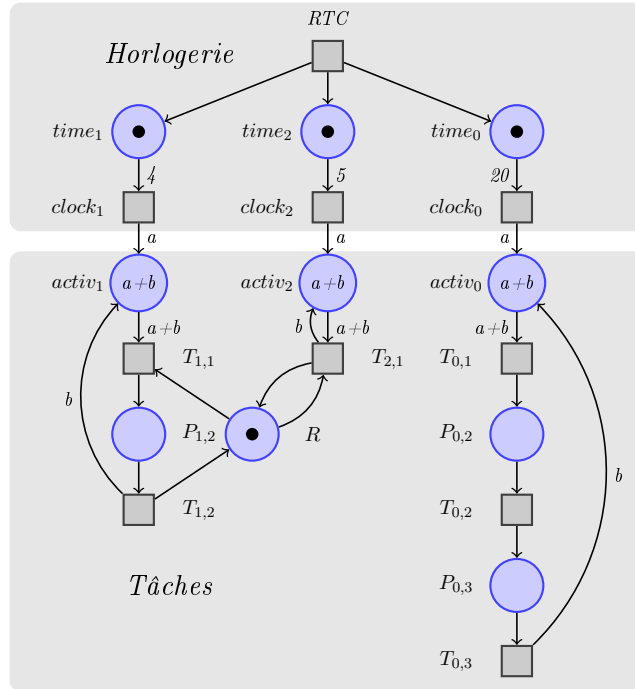 RTC
Horlogerie
time₁ time₂ time₀
4 5 20
clock₁ clock₂ clock₀
a a a
activ₁ a+b activ₂ a+b activ₀ a+b
a+b b a+b a+b
T₁,₁ T₂,₁ T₀,₁
b
P₁,₂ R P₀,₂
b
T₁,₂ T₀,₂
Tâches P₀,₃
T₀,₃